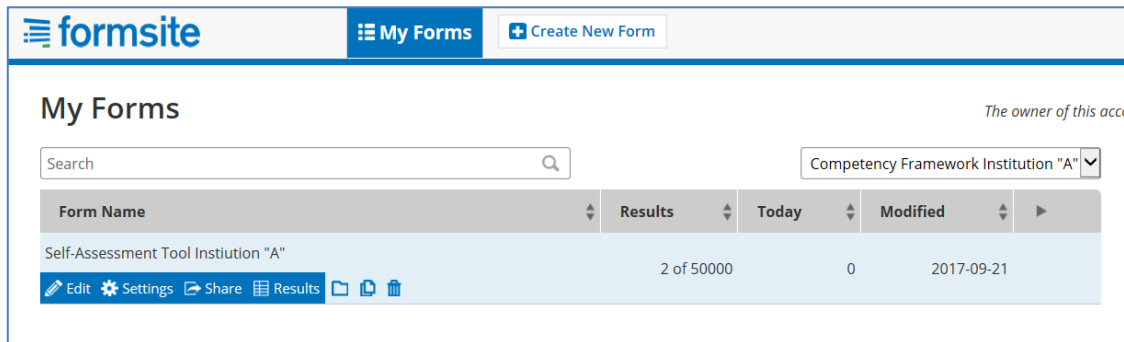 formsite
My Forms
Create New Form
My Forms
The owner of this acc
Search
Competency Framework Institution "A"
Form Name Results Today Modified
Self-Assessment Tool Instiution "A"
2 of 50000 0 2017-09-21
Edit Settings Share Results